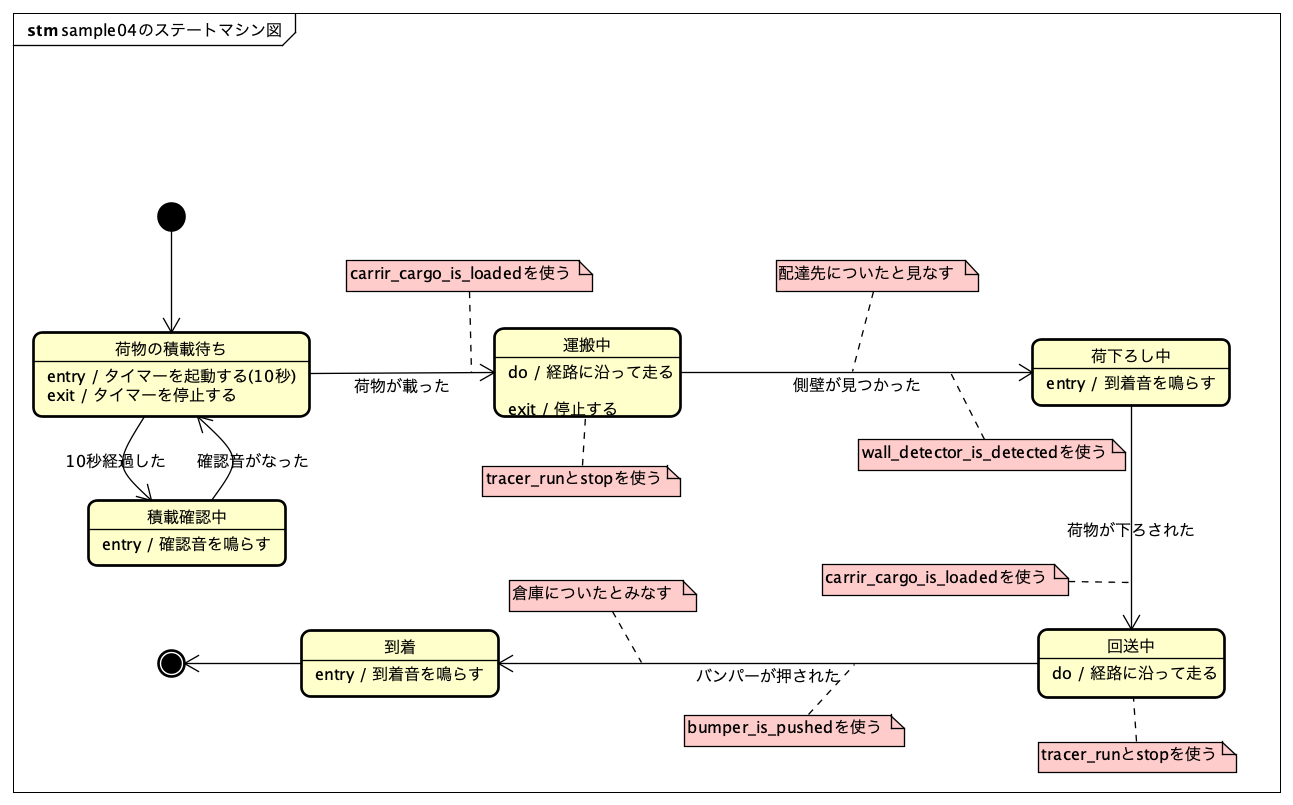 stm sample04のステートマシン図
carrir_cargo_is_loadedを使う
配達先についたと見なす
荷物の積載待ち
entry / タイマーを起動する(10秒)
exit / タイマーを停止する
荷物が載った
運搬中
do / 経路に沿って走る
exit / 停止する
側壁が見つかった
荷下ろし中
entry / 到着音を鳴らす
10秒経過した
確認音がなった
tracer_runとstopを使う
wall_detector_is_detectedを使う
積載確認中
entry / 確認音を鳴らす
荷物が下ろされた
carrir_cargo_is_loadedを使う
倉庫についたとみなす
到着
entry / 到着音を鳴らす
バンパーが押された
回送中
do / 経路に沿って走る
bumper_is_pushedを使う
tracer_runとstopを使う